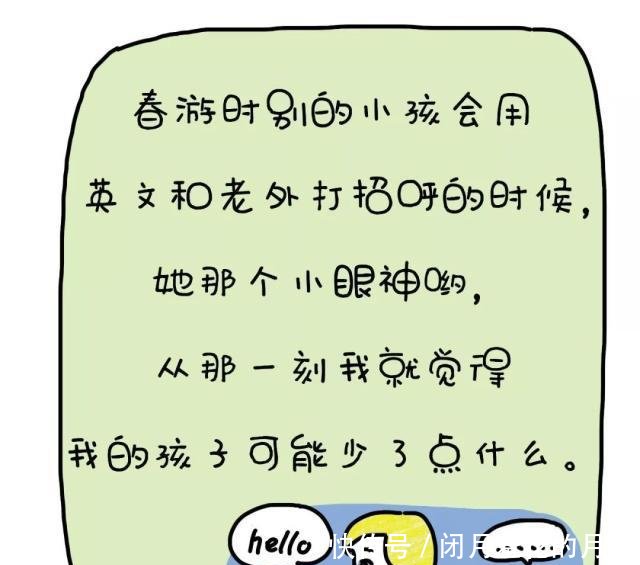 春游时别的小孩会用
英文和老外打招呼的时候,
她那个小眼神哟,
从那一刻我就觉得
我的孩子可能少了点什么。
hello
......
快传号/闭月
的月